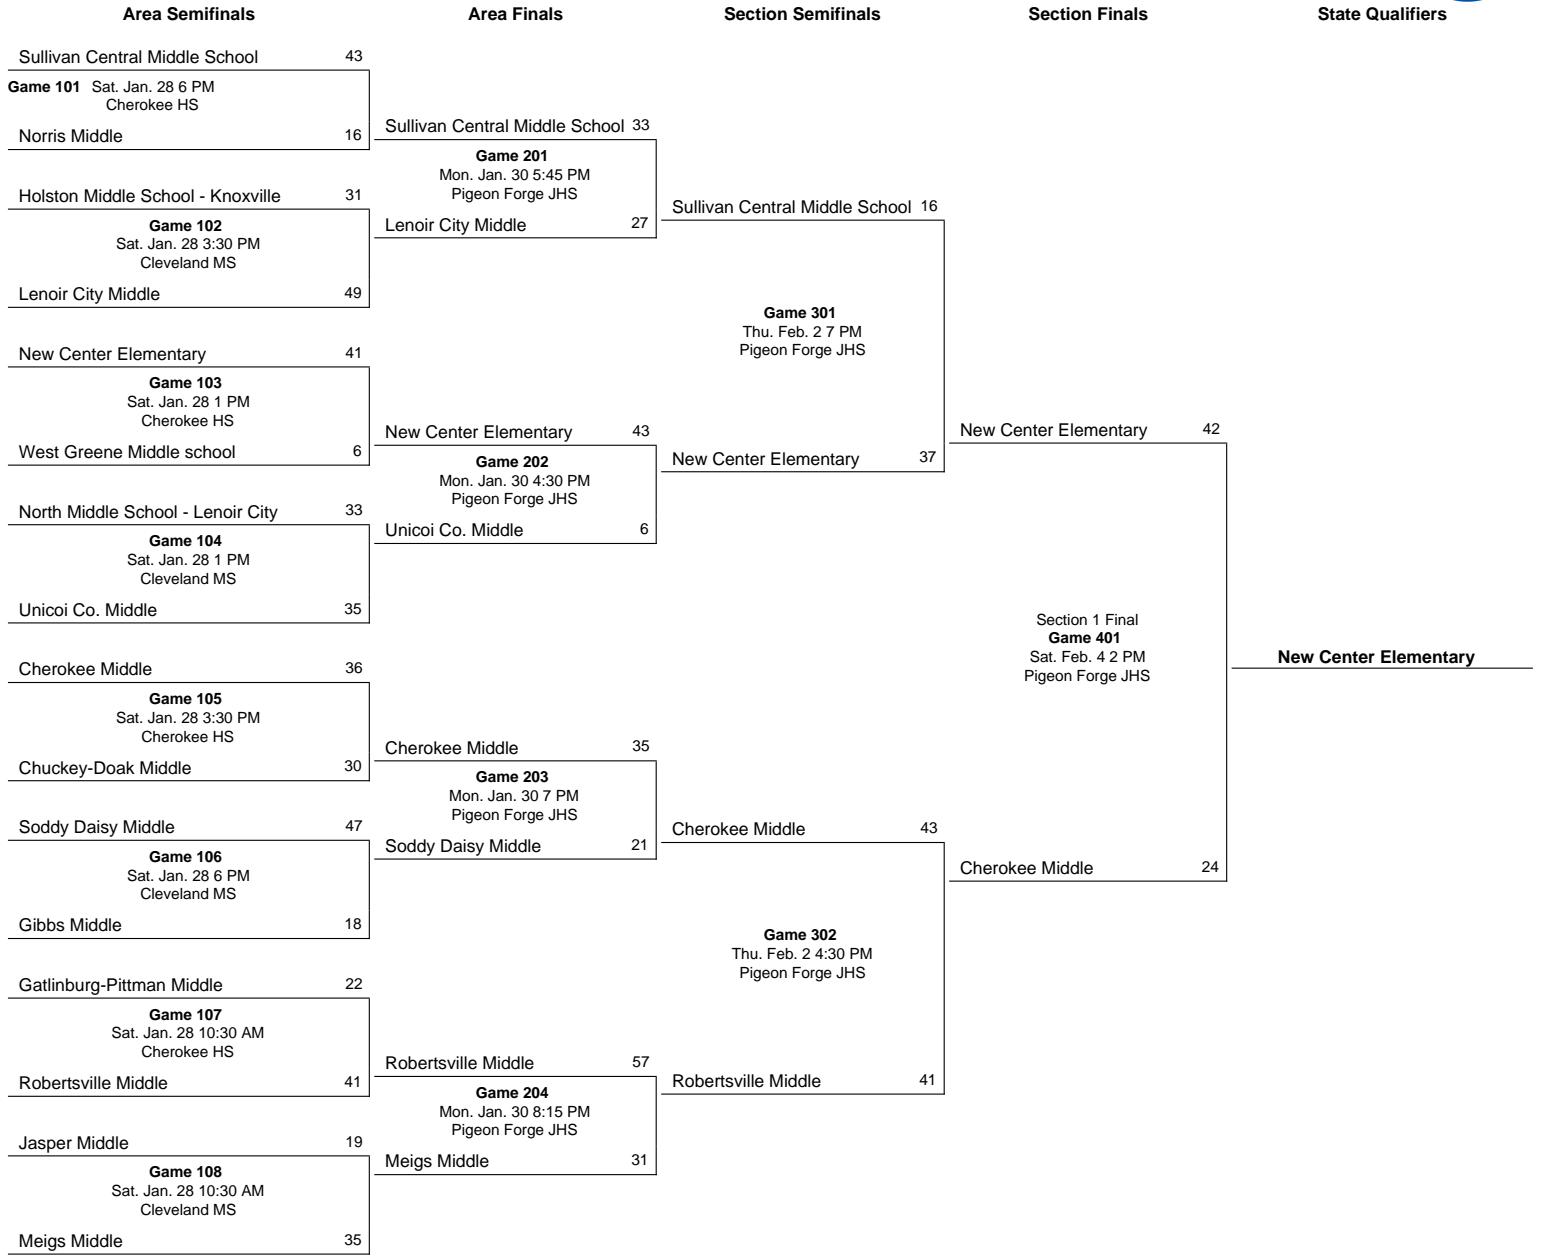 Area Semifinals
Area Finals
Section Semifinals
Section Finals
State Qualifiers
Sullivan Central Middle School 43
Game 101 Sat. Jan. 28 6 PM
Cherokee HS
Norris Middle 16
Holston Middle School - Knoxville 31
Game 102
Sat. Jan. 28 3:30 PM
Cleveland MS
Lenoir City Middle 49
New Center Elementary 41
Game 103
Sat. Jan. 28 1 PM
Cherokee HS
West Greene Middle school 6
North Middle School - Lenoir City 33
Game 104
Sat. Jan. 28 1 PM
Cleveland MS
Unicoi Co. Middle 35
Cherokee Middle 36
Game 105
Sat. Jan. 28 3:30 PM
Cherokee HS
Chuckey-Doak Middle 30
Soddy Daisy Middle 47
Game 106
Sat. Jan. 28 6 PM
Cleveland MS
Gibbs Middle 18
Gatlinburg-Pittman Middle 22
Game 107
Sat. Jan. 28 10:30 AM
Cherokee HS
Robertsville Middle 41
Jasper Middle 19
Game 108
Sat. Jan. 28 10:30 AM
Cleveland MS
Meigs Middle 35
Sullivan Central Middle School 33
Game 201
Mon. Jan. 30 5:45 PM
Pigeon Forge JHS
Lenoir City Middle 27
New Center Elementary 43
Game 202
Mon. Jan. 30 4:30 PM
Pigeon Forge JHS
Unicoi Co. Middle 6
Cherokee Middle 35
Game 203
Mon. Jan. 30 7 PM
Pigeon Forge JHS
Soddy Daisy Middle 21
Robertsville Middle 57
Game 204
Mon. Jan. 30 8:15 PM
Pigeon Forge JHS
Meigs Middle 31
Sullivan Central Middle School 16
Game 301
Thu. Feb. 2 7 PM
Pigeon Forge JHS
New Center Elementary 37
Cherokee Middle 43
Game 302
Thu. Feb. 2 4:30 PM
Pigeon Forge JHS
Robertsville Middle 41
New Center Elementary 42
Section 1 Final
Game 401
Sat. Feb. 4 2 PM
Pigeon Forge JHS
Cherokee Middle 24
New Center Elementary